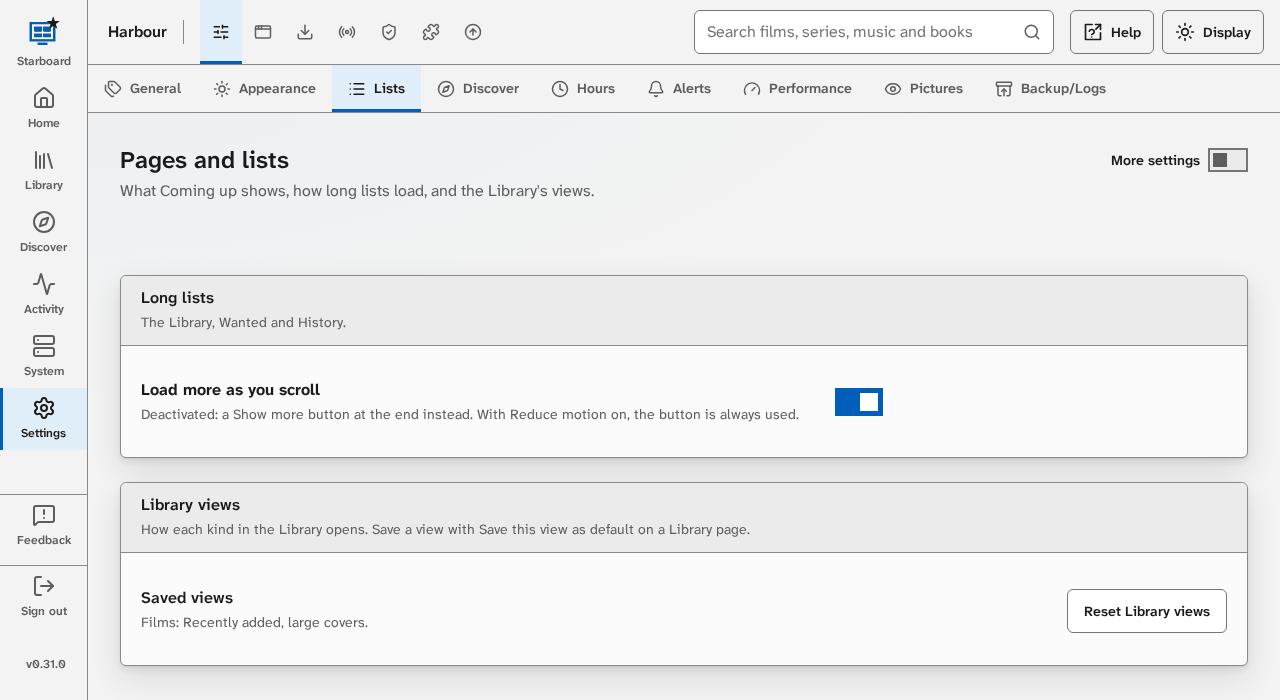 Starboard
Home
Library
Discover
Activity
System
Settings
Feedback
Sign out
v0.31.0
Harbour
Search films, series, music and books
Help
Display
General
Appearance
Lists
Discover
Hours
Alerts
Performance
Pictures
Backup/Logs
Pages and lists
What Coming up shows, how long lists load, and the Library's views.
More settings
Long lists
The Library, Wanted and History.
Load more as you scroll
Deactivated: a Show more button at the end instead. With Reduce motion on, the button is always used.
Library views
How each kind in the Library opens. Save a view with Save this view as default on a Library page.
Saved views
Films: Recently added, large covers.
Reset Library views